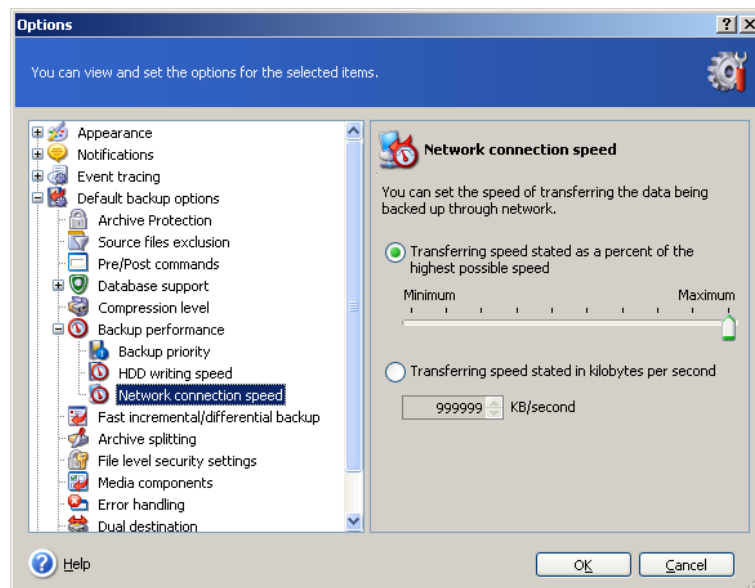 Options
You can view and set the options for the selected items.
Appearance
Notifications
Event tracing
Default backup options
Archive Protection
Source files exclusion
Pre/Post commands
Database support
Compression level
Backup performance
Backup priority
HDD writing speed
Network connection speed
Fast incremental/differential backup
Archive splitting
File level security settings
Media components
Error handling
Dual destination
Network connection speed
You can set the speed of transferring the data being
backed up through network.
Transferring speed stated as a percent of the
highest possible speed
Minimum Maximum
Transferring speed stated in kilobytes per second
999999 KB/second
Help
OK Cancel